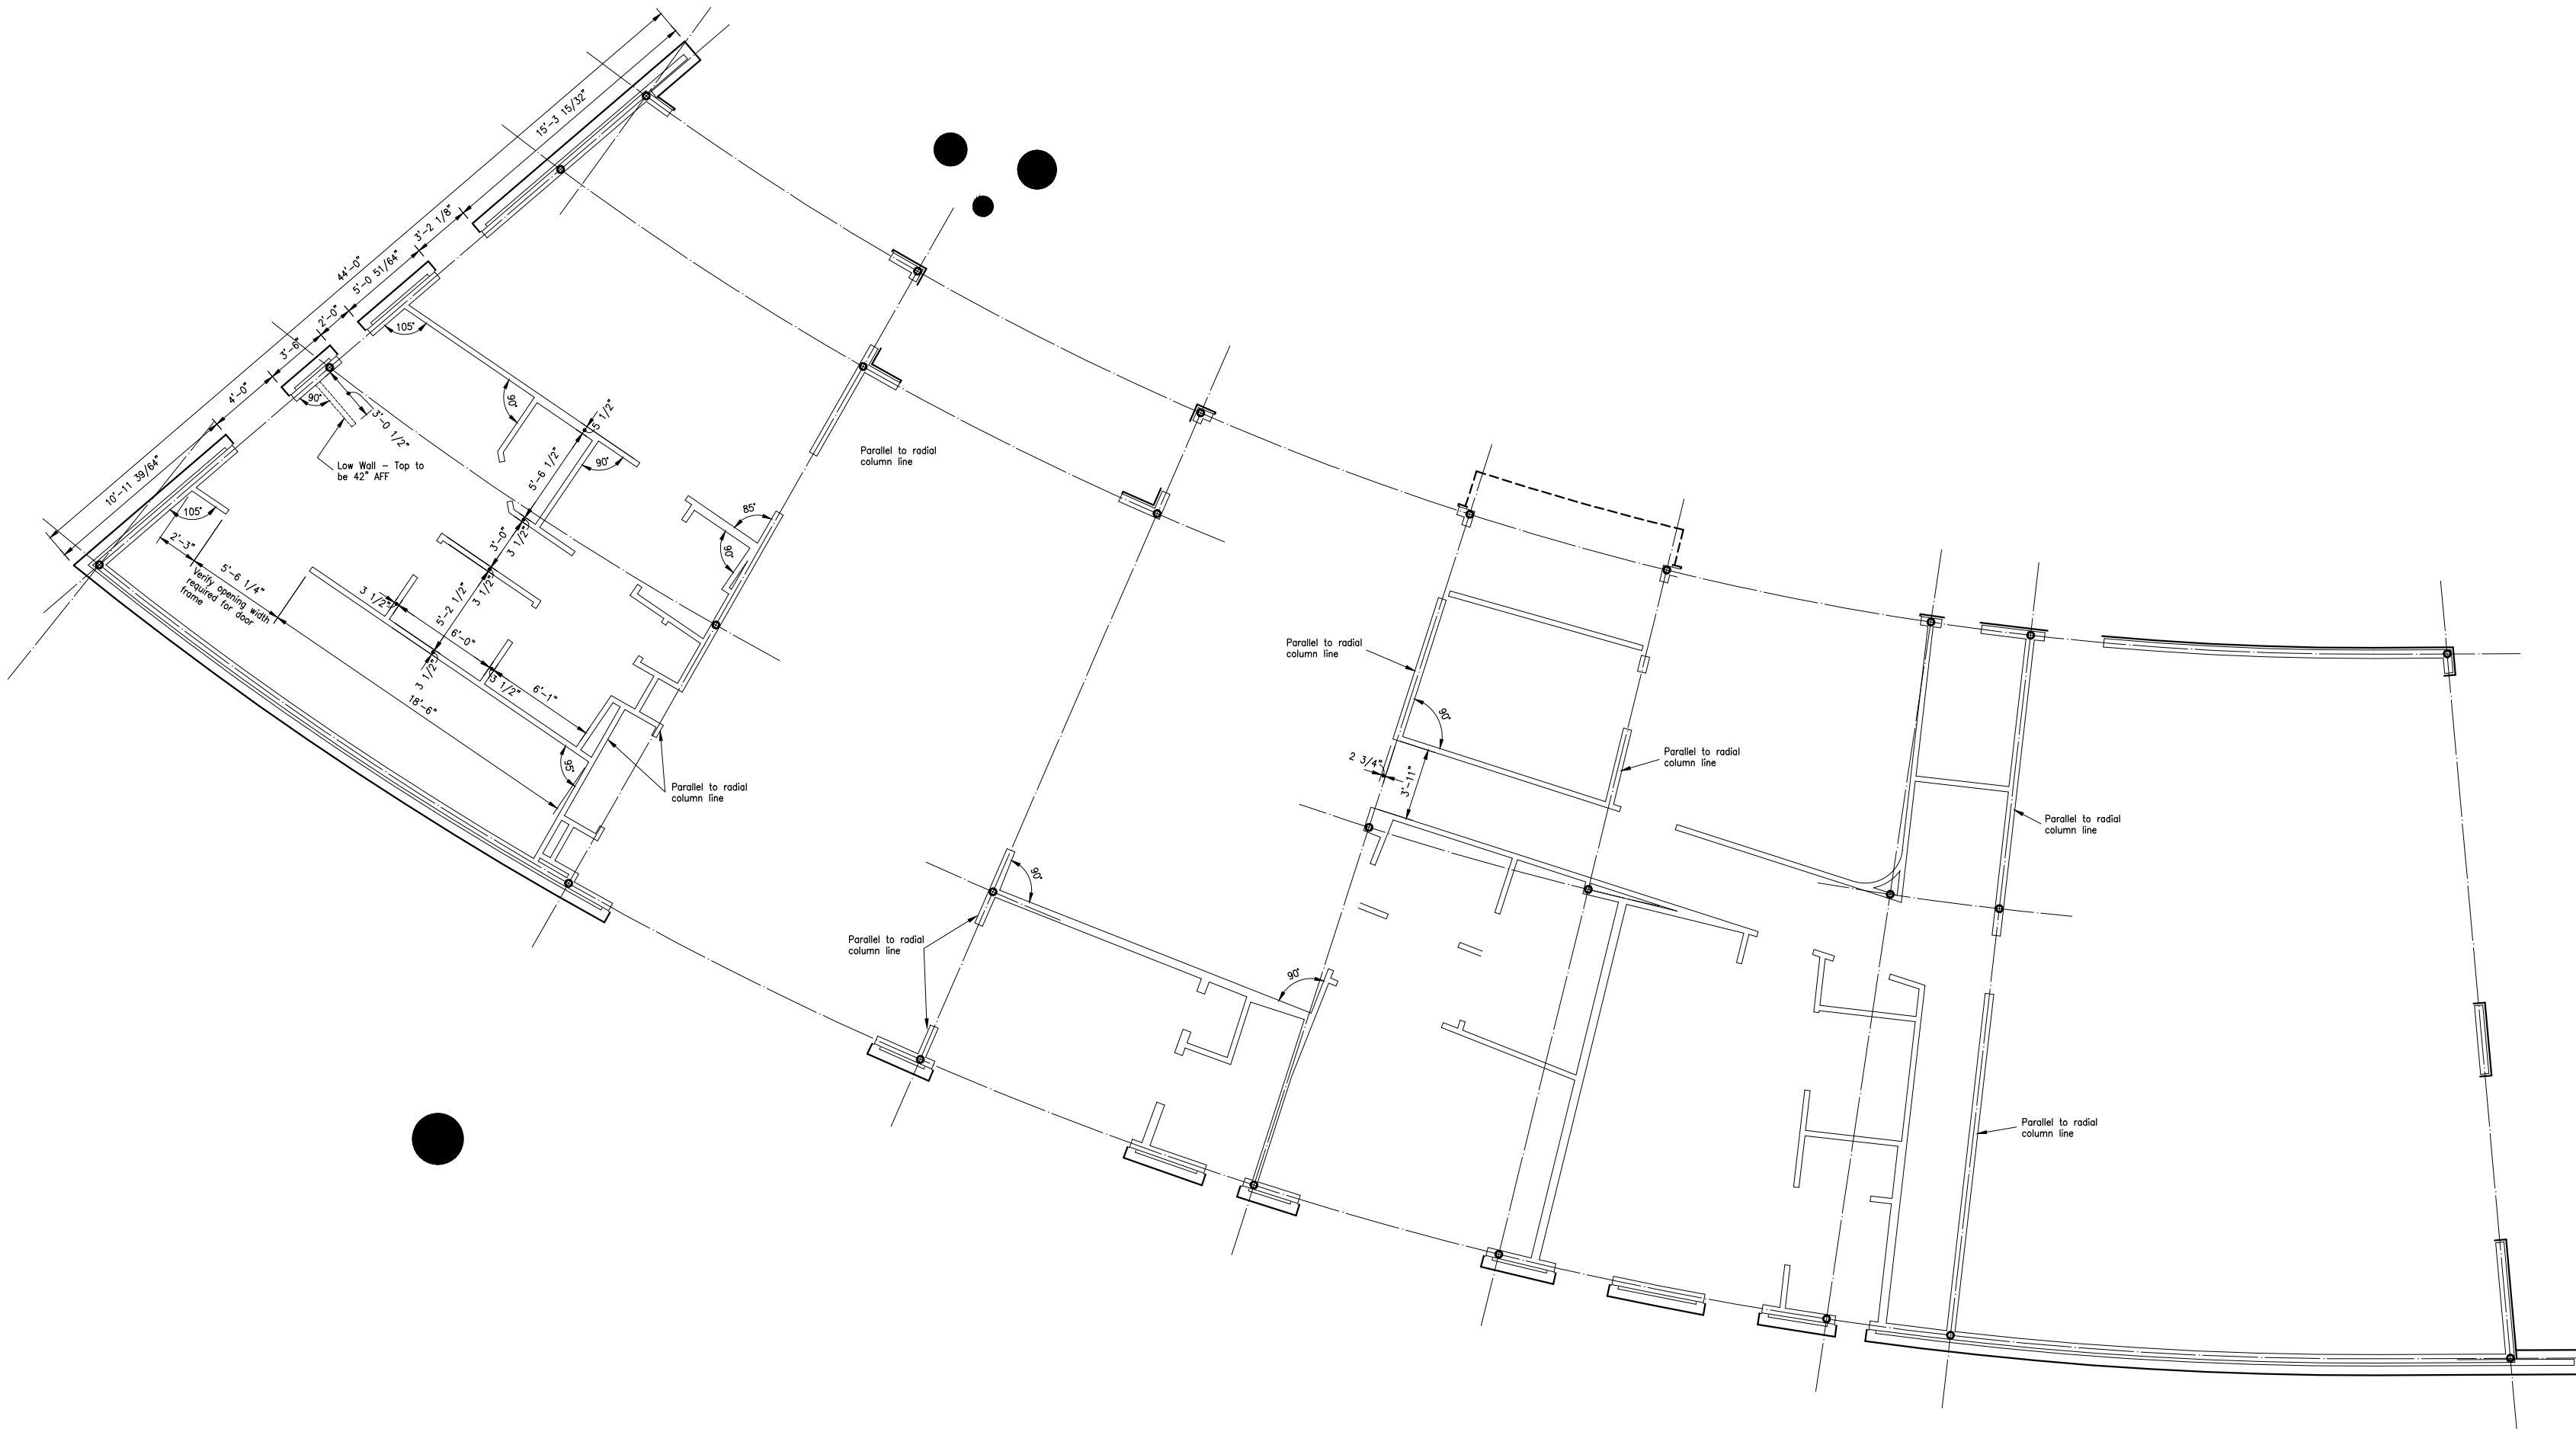 15'-3 15/32"
44'-0"
3'-2 1/8"
5'-0 51/64"
2'-0"
3'-6"
4'-0"
10'-11 39/64"
105°
90°
3'-0 1/2"
Low Wall – Top to
be 42" AFF
90°
5 1/2"
90°
5'-6 1/2"
105°
2'-3"
5'-6 1/4"
Verify opening width
required for door
frame
3'-0"
3 1/2"
3 1/2"
5'-2 1/2"
3 1/2"
6'-0"
3 1/2"
3 1/2"
6'-1"
18'-6"
95°
85°
90°
Parallel to radial
column line
Parallel to radial
column line
Parallel to radial
column line
90°
90°
Parallel to radial
column line
90°
2 3/4"
3'-11"
Parallel to radial
column line
Parallel to radial
column line
Parallel to radial
column line